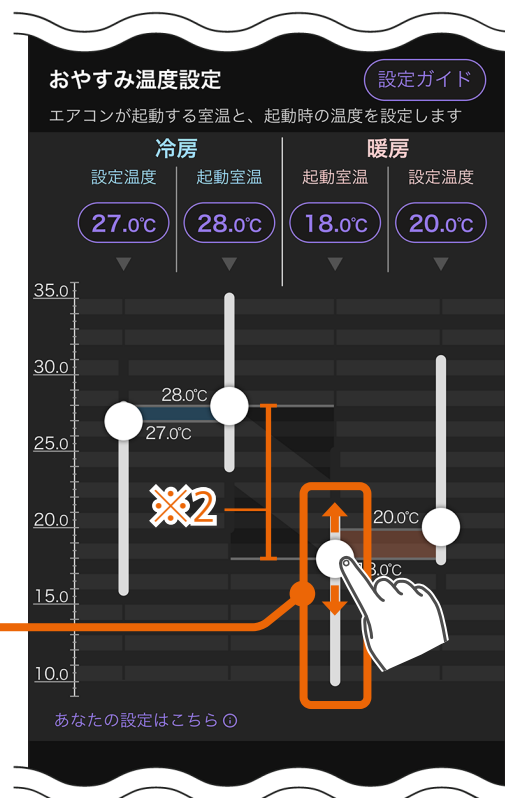 おやすみ温度設定
設定ガイド
エアコンが起動する室温と、起動時の温度を設定します
冷房
暖房
設定温度
起動室温
起動室温
設定温度
27.0℃
28.0℃
18.0℃
20.0℃
35.0
30.0
28.0℃
27.0℃
25.0
※2
20.0
20.0℃
8.0℃
15.0
10.0
あなたの設定はこちら